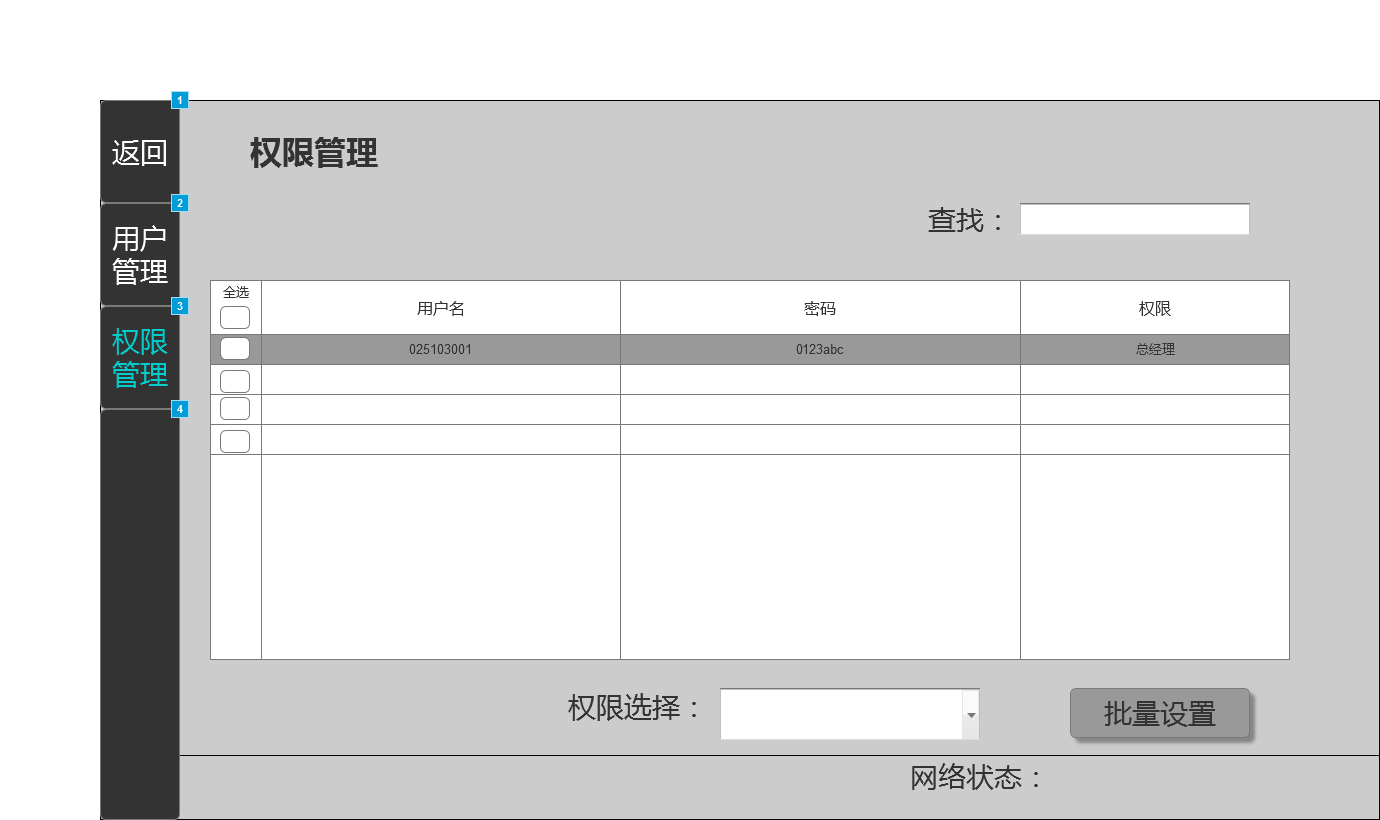 1
返回
权限管理
2
查找：
用户
管理
3
全选
用户名
密码
权限
权限
管理
025103001
0123abc
总经理
4
权限选择：
批量设置
网络状态：